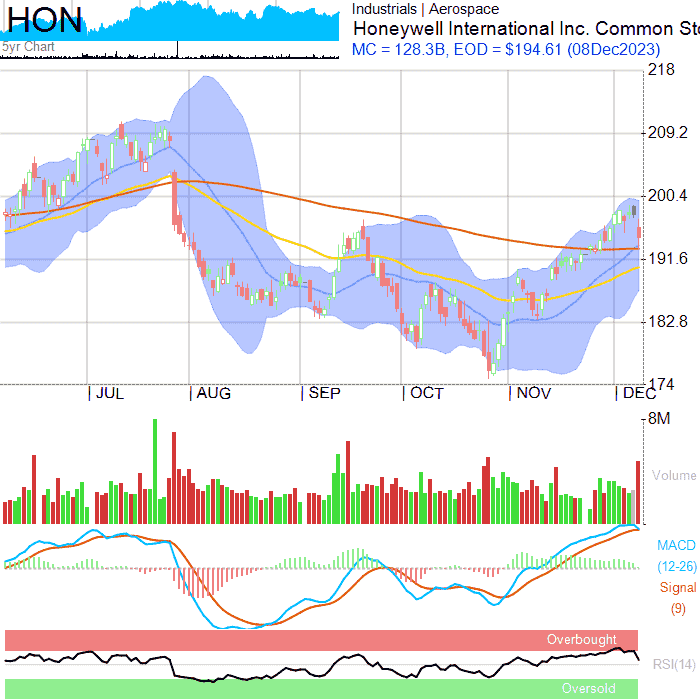 HON
5yr Chart
Industrials | Aerospace
Honeywell International Inc. Common Sto
MC = 128.3B, EOD = $194.61 (08Dec2023)
218
209.2
200.4
191.6
182.8
174
JUL
AUG
SEP
OCT
NOV
DEC
8M
Volume
MACD
(12-26)
Signal
(9)
Overbought
RSI(14)
Oversold